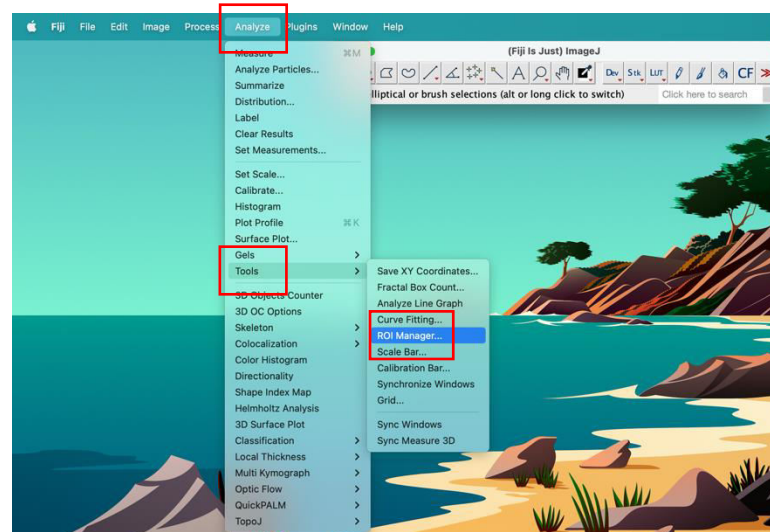 Fiji File Edit Image Process Analyze Plugins Window Help
(Fiji Is Just) ImageJ
Dev Stk LUT CF
elliptical or brush selections (alt or long click to switch)
Click here to search
Measure ⌘M
Analyze Particles...
Summarize
Distribution...
Label
Clear Results
Set Measurements...
Set Scale...
Calibrate...
Histogram
Plot Profile ⌘K
Surface Plot...
Gels
Tools
3D Objects Counter
3D OC Options
Skeleton
Colocalization
Color Histogram
Directionality
Shape Index Map
Helmholtz Analysis
3D Surface Plot
Classification
Local Thickness
Multi Kymograph
Optic Flow
QuickPALM
TopoJ
Save XY Coordinates...
Fractal Box Count...
Analyze Line Graph
Curve Fitting...
ROI Manager...
Scale Bar...
Calibration Bar...
Synchronize Windows
Grid...
Sync Windows
Sync Measure 3D